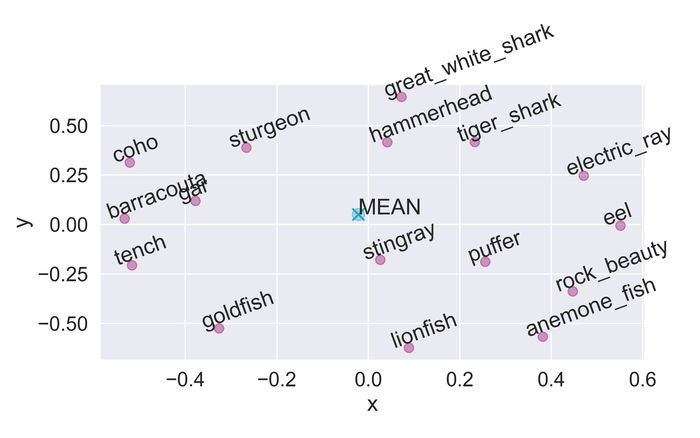 great_white_shark
hammerhead
tiger_shark
sturgeon
coho
electric_ray
barracouta
gar
MEAN
eel
stingray
puffer
tench
rock_beauty
anemone_fish
goldfish
lionfish
0.50
0.25
0.00
−0.25
−0.50
y
−0.4
−0.2
0.0
0.2
0.4
0.6
x